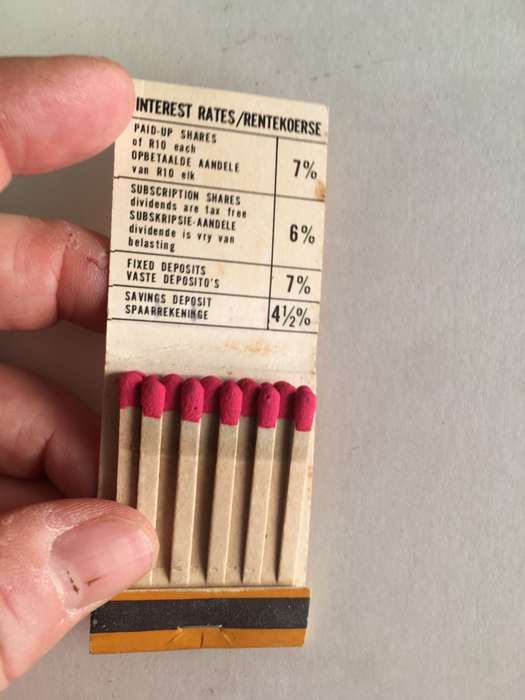 INTEREST RATES/RENTEKOERSE
PAID-UP SHARES
of R10 each
OPBETAALDE AANDELE
van R10 elk
7%
SUBSCRIPTION SHARES
dividends are tax free
SUBSKRIPSIE-AANDELE
dividende is vry van
belasting
6%
FIXED DEPOSITS
VASTE DEPOSITO'S
7%
SAVINGS DEPOSIT
SPAARREKENINGE
4½%